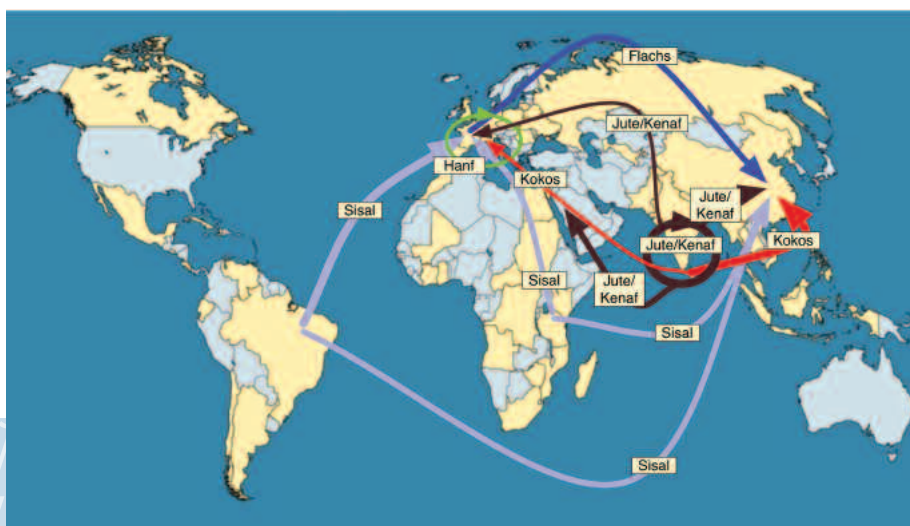 Flachs
Jute/Kenaf
Hanf
Kokos
Sisal
Jute/
Kenaf
Jute/Kenaf
Kokos
Sisal
Jute/
Kenaf
Sisal
Sisal